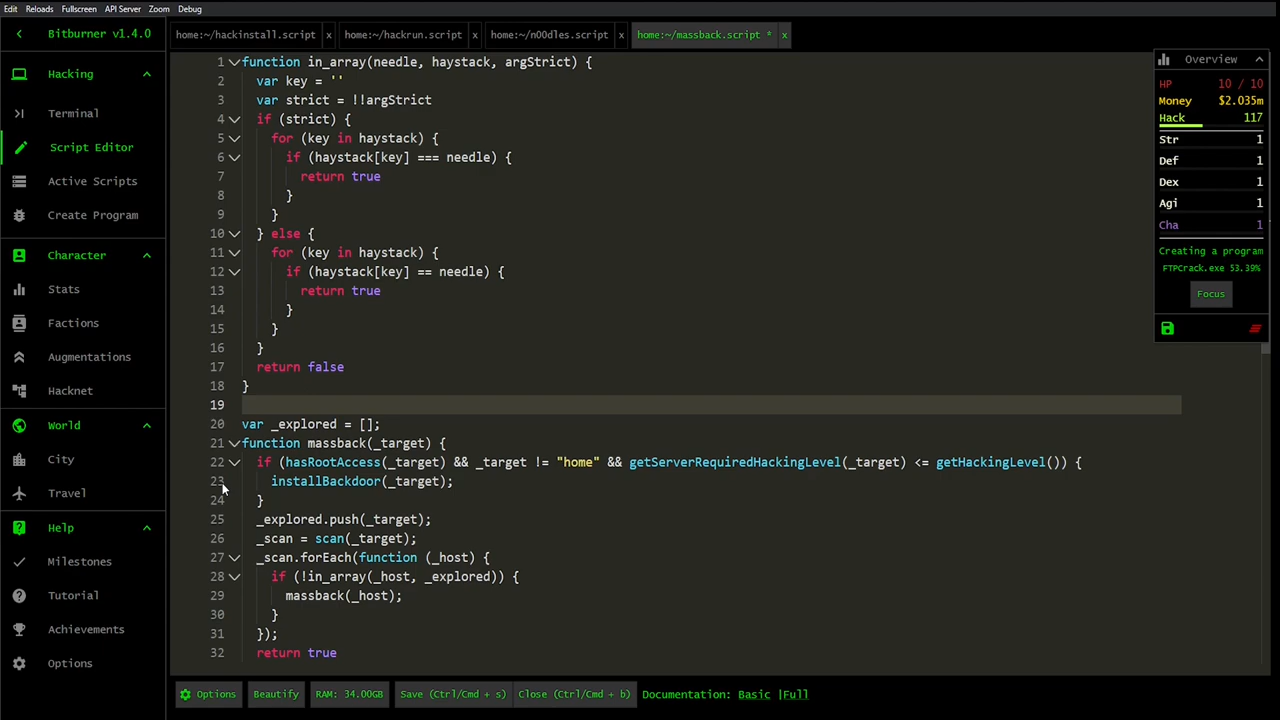 Edit Reloads Fullscreen API Server Zoom Debug
Bitburner v1.4.0
Hacking
Terminal
Script Editor
Active Scripts
Create Program
Character
Stats
Factions
Augmentations
Hacknet
World
City
Travel
Help
Milestones
Tutorial
Achievements
Options
home:~/hackinstall.script x home:~/hackrun.script x home:~/n00dles.script x home:~/massback.script * x
1 function in_array(needle, haystack, argStrict) {
2 var key = ''
3 var strict = !!argStrict
4 if (strict) {
5 for (key in haystack) {
6 if (haystack[key] === needle) {
7 return true
8 }
9 }
10 } else {
11 for (key in haystack) {
12 if (haystack[key] == needle) {
13 return true
14 }
15 }
16 }
17 return false
18 }
19
20 var _explored = [];
21 function massback(_target) {
22 if (hasRootAccess(_target) && _target != "home" && getServerRequiredHackingLevel(_target) <= getHackingLevel()) {
23 installBackdoor(_target);
24 }
25 _explored.push(_target);
26 _scan = scan(_target);
27 _scan.forEach(function (_host) {
28 if (!in_array(_host, _explored)) {
29 massback(_host);
30 }
31 });
32 return true
Options Beautify RAM: 34.00GB Save (Ctrl/Cmd + s) Close (Ctrl/Cmd + b) Documentation: Basic |Full
Overview
HP 10 / 10
Money $2.035m
Hack 117
Str 1
Def 1
Dex 1
Agi 1
Cha 1
Creating a program
FTPCrack.exe 53.39%
Focus